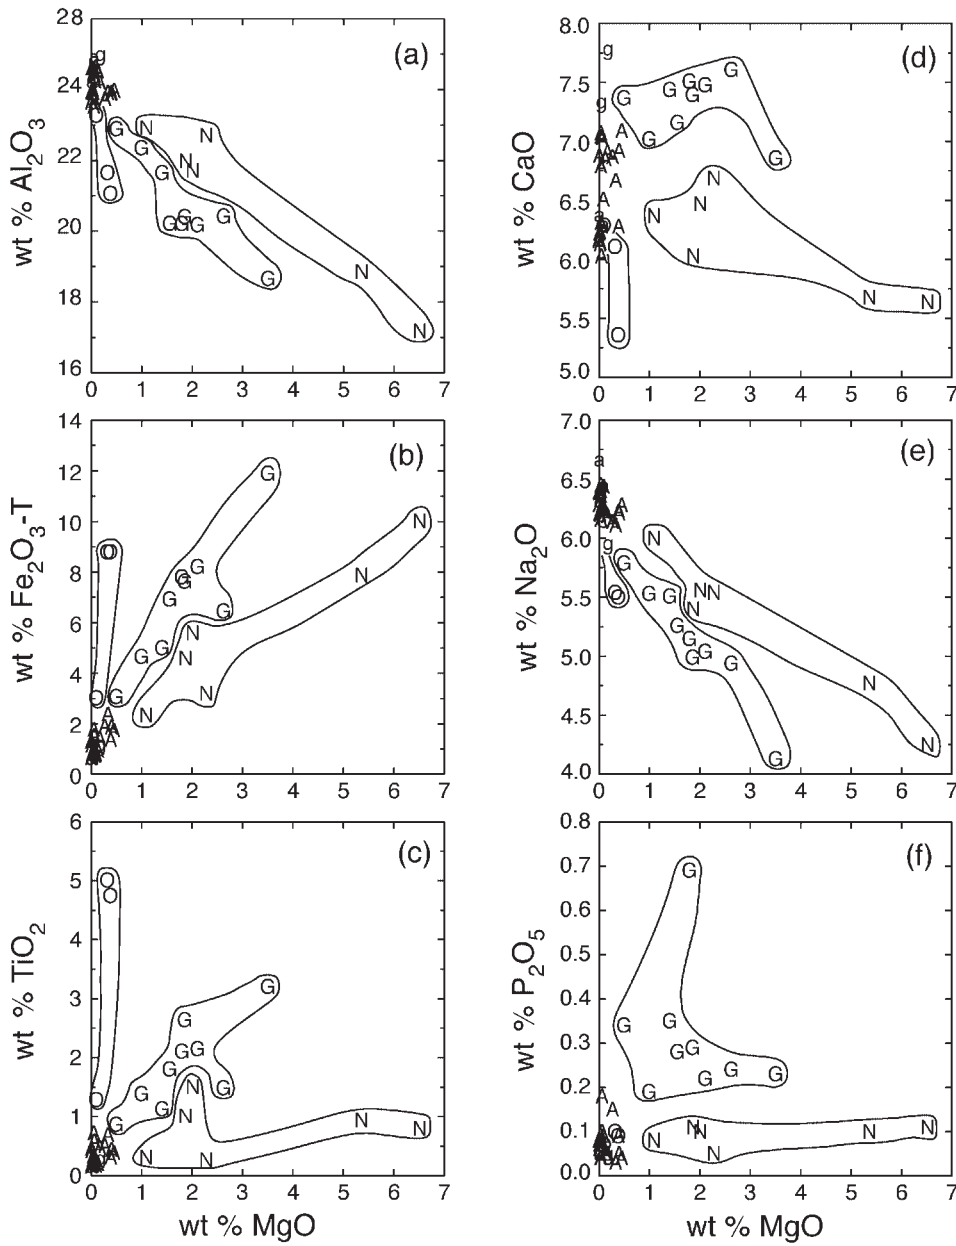 (a)
wt % Al2O3
28
26
24
22
20
18
16
0 1 2 3 4 5 6 7
g
A
O
O
O
G
G
G
G
G
G
G
G
G
N
N
N
N
N
N
(b)
wt % Fe2O3-T
14
12
10
8
6
4
2
0
0 1 2 3 4 5 6 7
O
O
O
G
G
G
G
G
G
G
G
G
N
N
N
N
N
N
A
A
(c)
wt % TiO2
6
5
4
3
2
1
0
0 1 2 3 4 5 6 7
wt % MgO
O
O
O
G
G
G
G
G
G
G
G
G
N
N
N
N
N
N
A
(d)
wt % CaO
8.0
7.5
7.0
6.5
6.0
5.5
5.0
0 1 2 3 4 5 6 7
g
g
G
G
G
G
G
G
G
G
G
A
A
A
A
A
a
O
O
N
N
N
N
N
N
(e)
wt % Na2O
7.0
6.5
6.0
5.5
5.0
4.5
4.0
0 1 2 3 4 5 6 7
a
A
g
O
G
G
G
G
G
G
G
G
G
N
N
N
N
N
N
(f)
wt % P2O5
0.8
0.7
0.6
0.5
0.4
0.3
0.2
0.1
0.0
0 1 2 3 4 5 6 7
wt % MgO
G
G
G
G
G
G
G
G
G
A
A
N
N
N
N
N
N